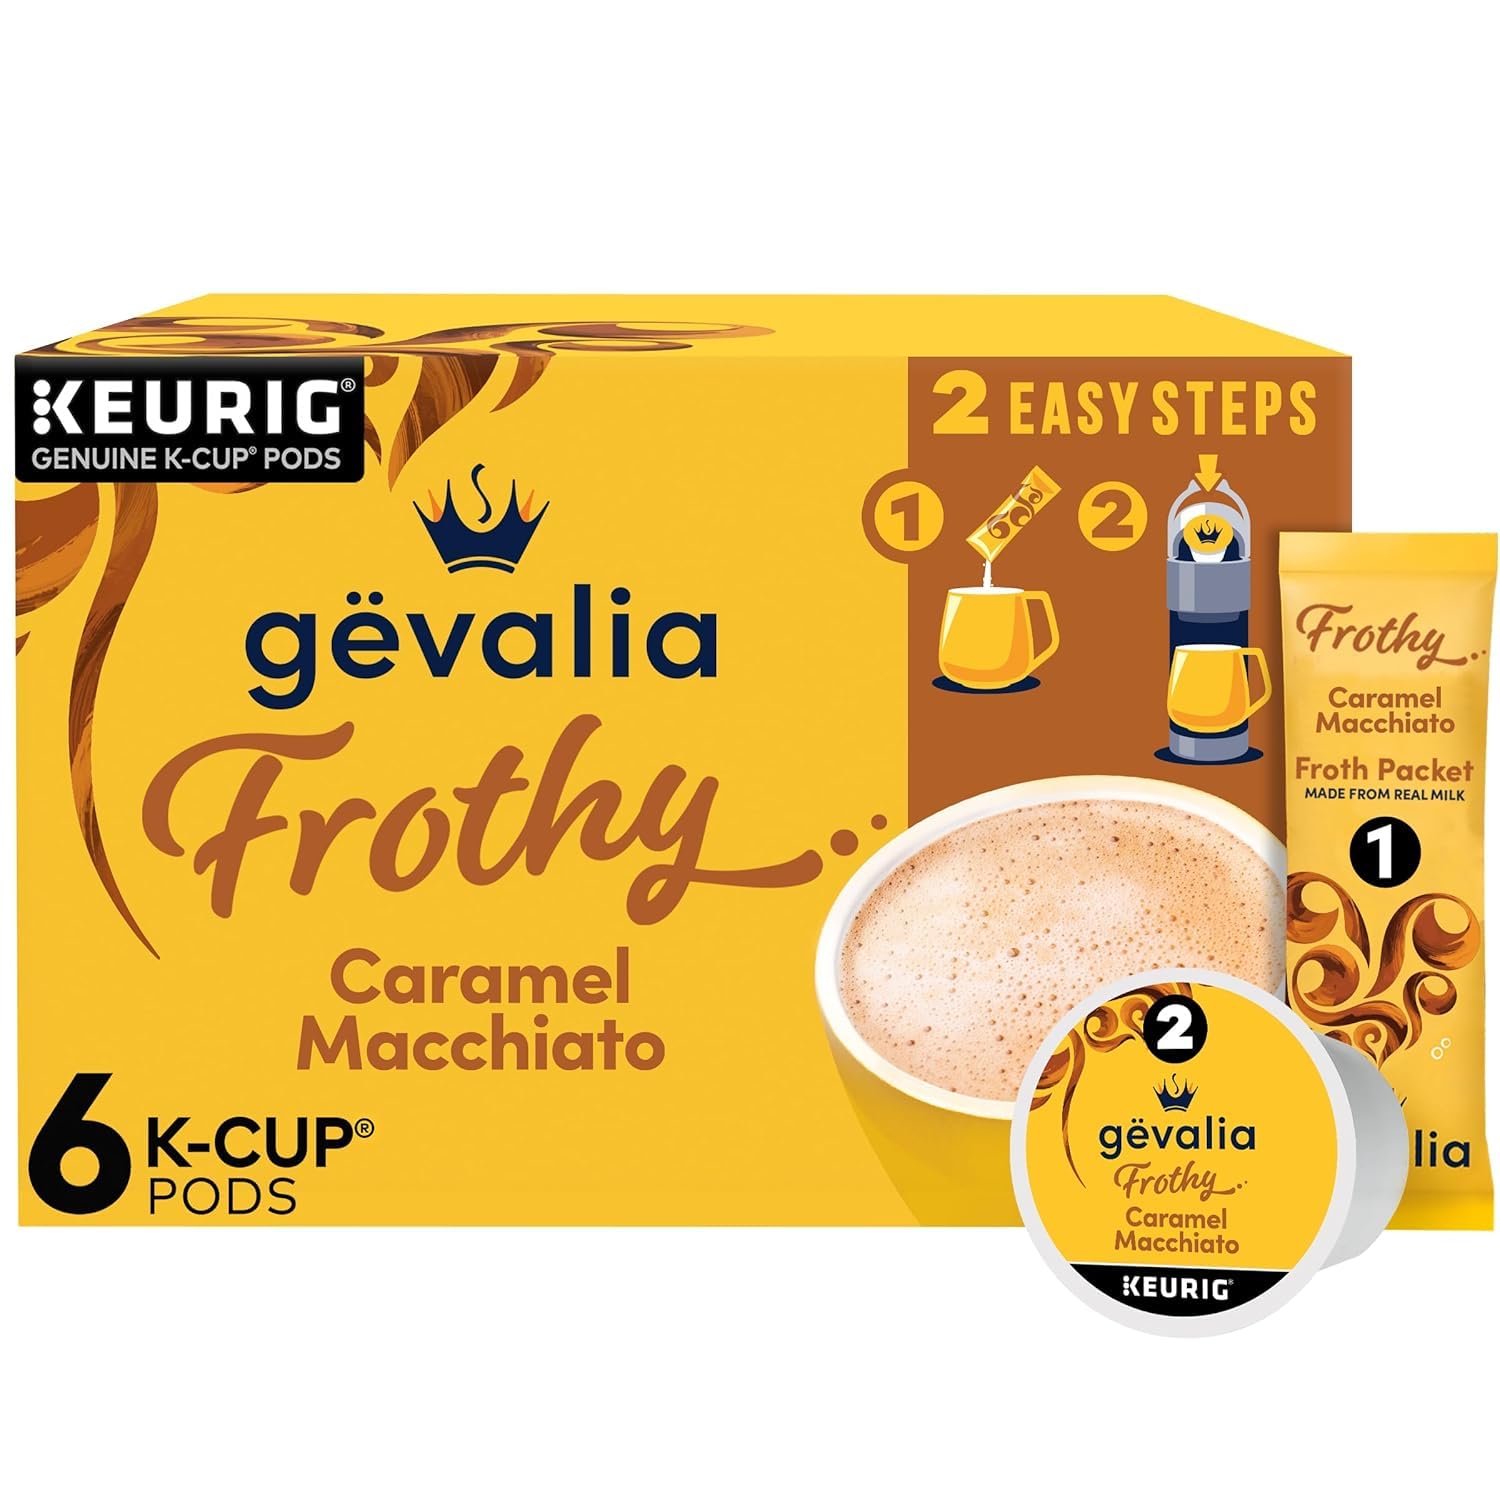 KEURIG®
GENUINE K-CUP® PODS
gëvalia
Frothy
Caramel
Macchiato
6 K-CUP®
PODS
2 EASY STEPS
1
2
Frothy
Caramel
Macchiato
Froth Packet
MADE FROM REAL MILK
1
lia
2
gëvalia
Frothy
Caramel
Macchiato
KEURIG®